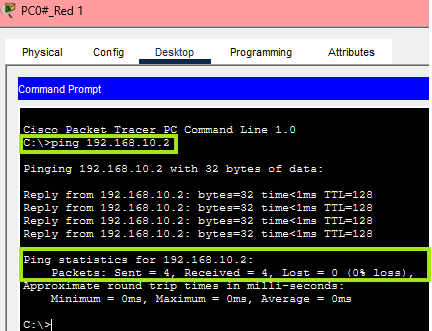 PC0#_Red 1
Physical Config Desktop Programming Attributes
Command Prompt
Cisco Packet Tracer PC Command Line 1.0
C:\>ping 192.168.10.2
Pinging 192.168.10.2 with 32 bytes of data:
Reply from 192.168.10.2: bytes=32 time<1ms TTL=128
Reply from 192.168.10.2: bytes=32 time<1ms TTL=128
Reply from 192.168.10.2: bytes=32 time<1ms TTL=128
Reply from 192.168.10.2: bytes=32 time<1ms TTL=128
Ping statistics for 192.168.10.2:
Packets: Sent = 4, Received = 4, Lost = 0 (0% loss),
Approximate round trip times in milli-seconds:
Minimum = 0ms, Maximum = 0ms, Average = 0ms
C:\>